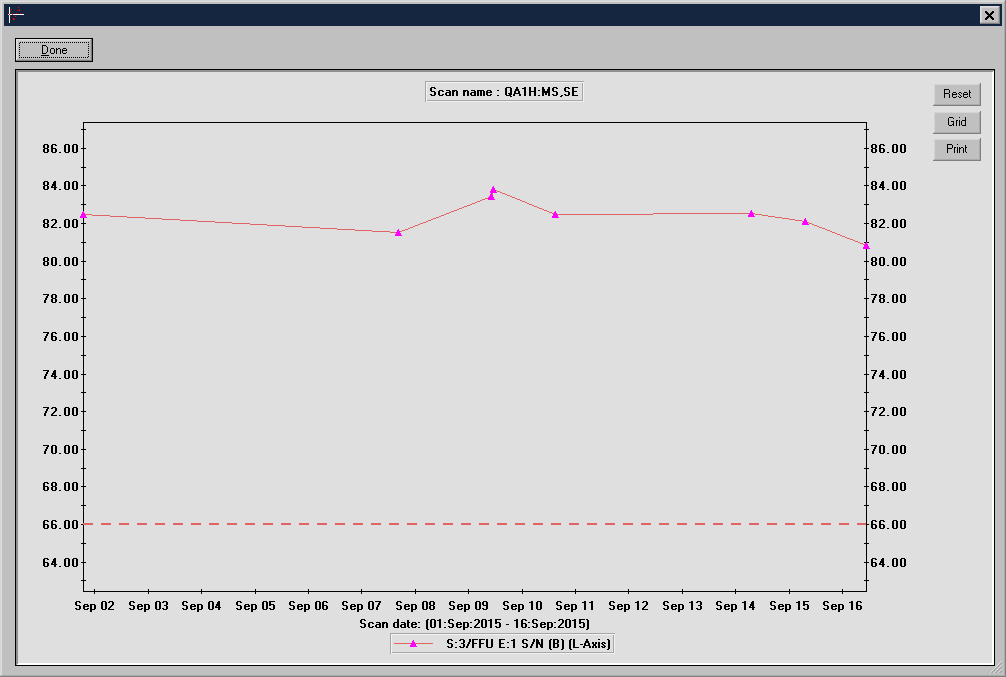 Done
Scan name : QA1H:MS,SE
Reset
Grid
Print
86.00 86.00
84.00 84.00
82.00 82.00
80.00 80.00
78.00 78.00
76.00 76.00
74.00 74.00
72.00 72.00
70.00 70.00
68.00 68.00
66.00 66.00
64.00 64.00
Sep 02 Sep 03 Sep 04 Sep 05 Sep 06 Sep 07 Sep 08 Sep 09 Sep 10 Sep 11 Sep 12 Sep 13 Sep 14 Sep 15 Sep 16
Scan date: (01:Sep:2015 - 16:Sep:2015)
S:3/FFU E:1 S/N (B) (L-Axis)